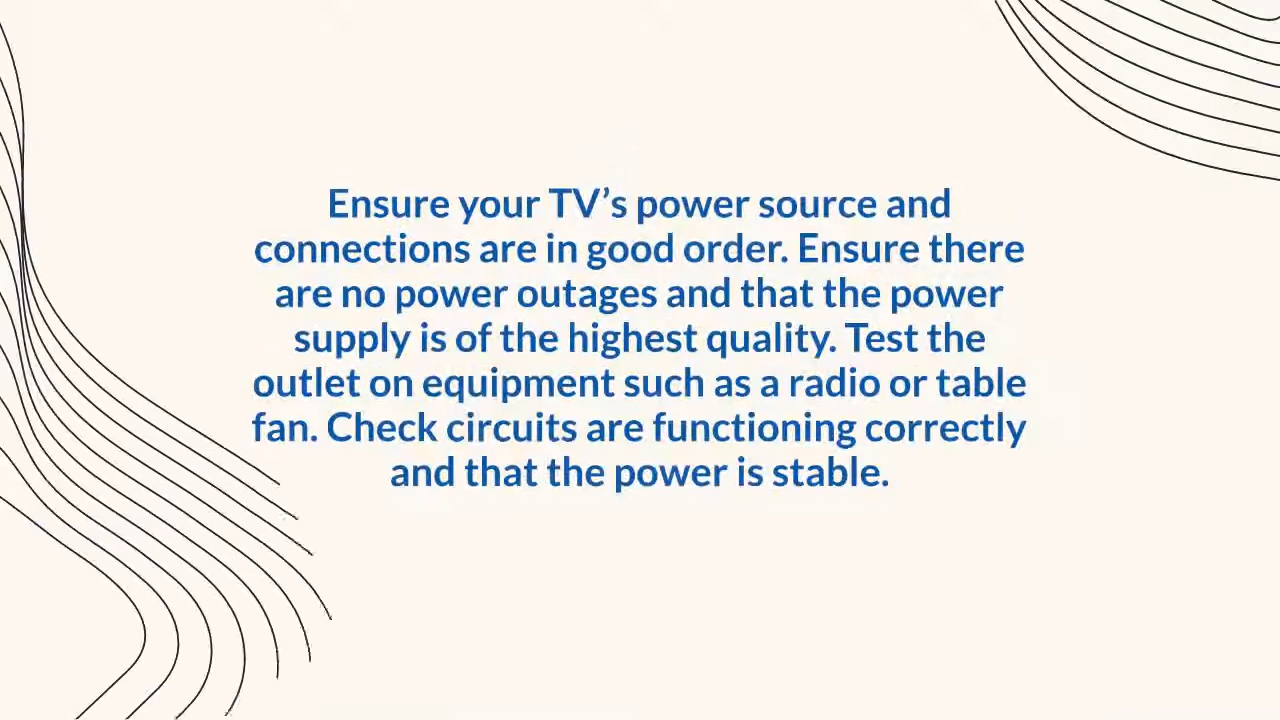 Ensure your TV’s power source and
connections are in good order. Ensure there
are no power outages and that the power
supply is of the highest quality. Test the
outlet on equipment such as a radio or table
fan. Check circuits are functioning correctly
and that the power is stable.